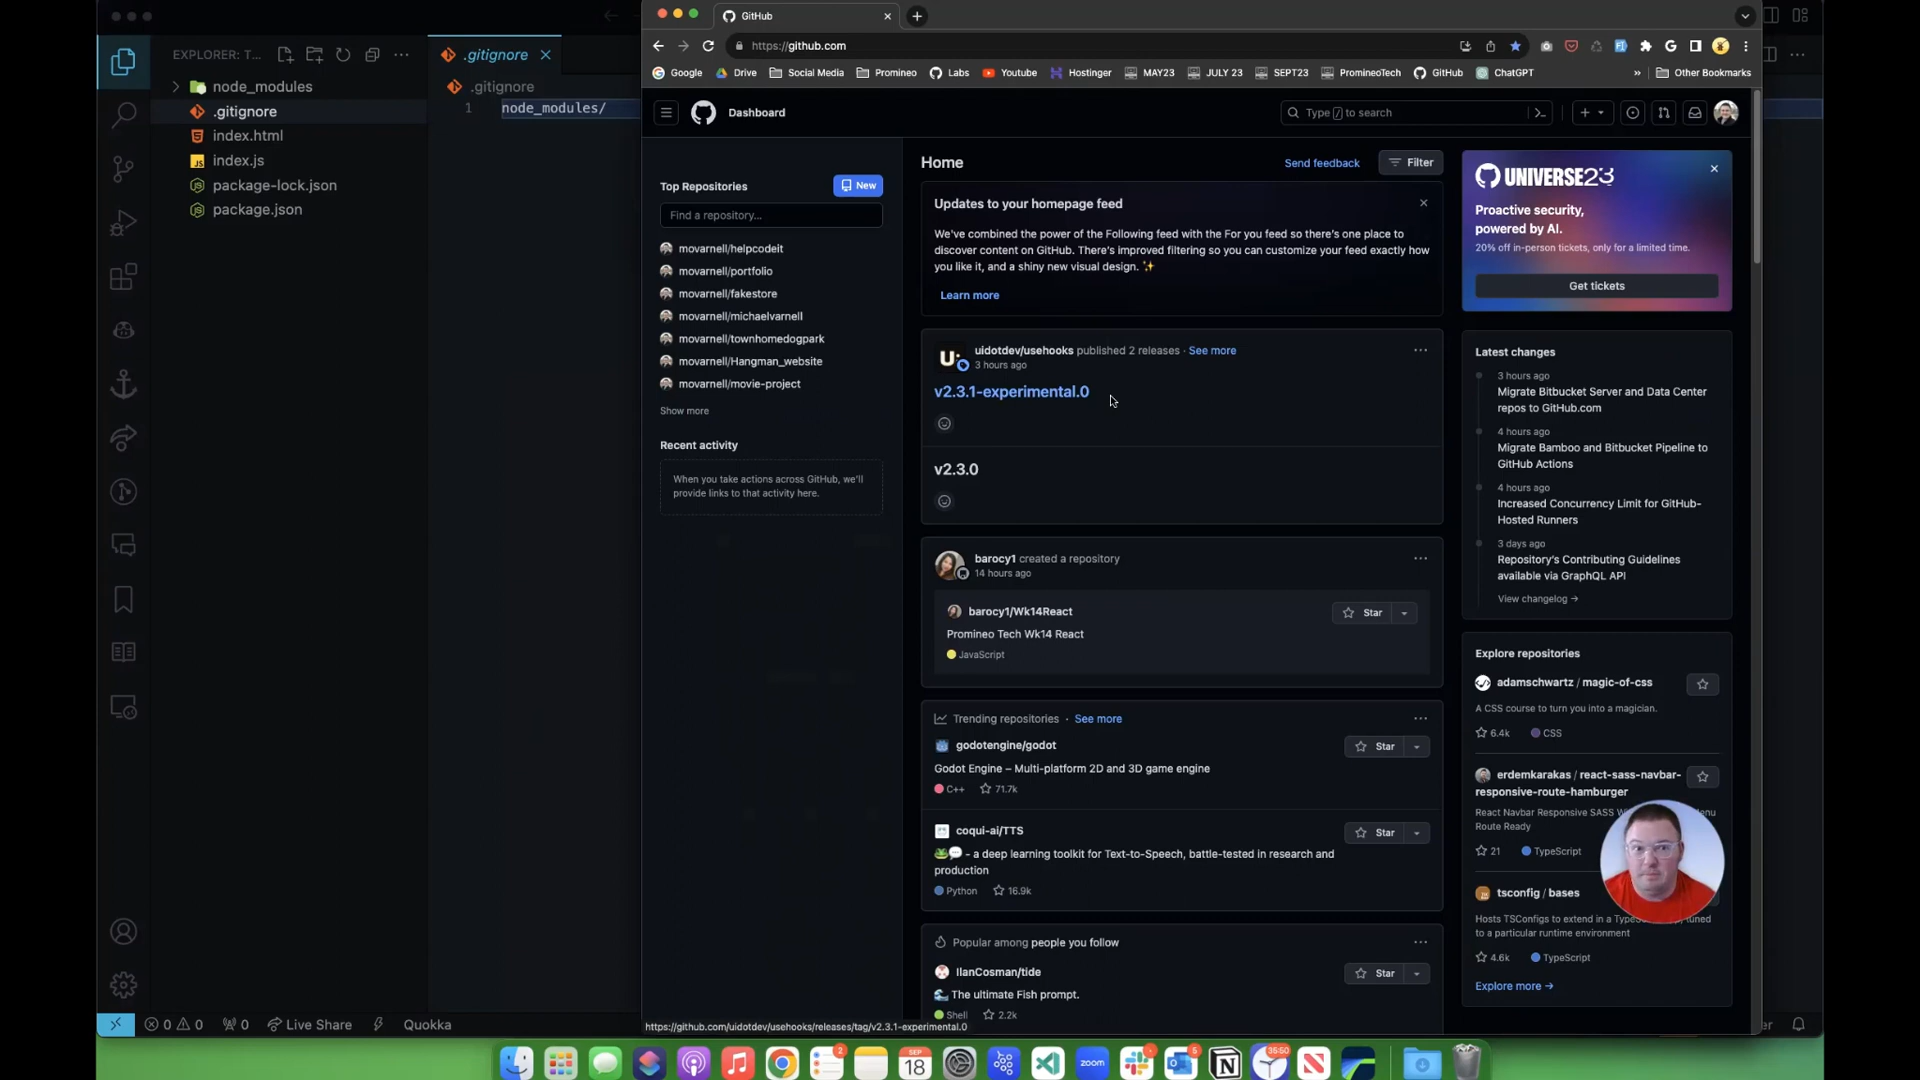 EXPLORER: T...
node_modules
.gitignore
index.html
index.js
package-lock.json
package.json
.gitignore
.gitignore
1 node_modules/
0 0
0
Live Share
Quokka
GitHub
https://github.com
Google
Drive
Social Media
Promineo
Labs
Youtube
Hostinger
MAY23
JULY 23
SEPT23
PromineoTech
GitHub
ChatGPT
»
Other Bookmarks
Dashboard
Type / to search
Top Repositories
New
Find a repository...
movarnell/helpcodeit
movarnell/portfolio
movarnell/fakestore
movarnell/michaelvarnell
movarnell/townhomedogpark
movarnell/Hangman_website
movarnell/movie-project
Show more
Recent activity
When you take actions across GitHub, we'll
provide links to that activity here.
Home
Send feedback
Filter
Updates to your homepage feed
We've combined the power of the Following feed with the For you feed so there's one place to
discover content on GitHub. There's improved filtering so you can customize your feed exactly how
you like it, and a shiny new visual design. ✨
Learn more
U:
uidotdev/usehooks published 2 releases · See more
3 hours ago
v2.3.1-experimental.0
v2.3.0
barocy1 created a repository
14 hours ago
barocy1/Wk14React
Star
Promineo Tech Wk14 React
JavaScript
Trending repositories · See more
godotengine/godot
Star
Godot Engine – Multi-platform 2D and 3D game engine
C++ 71.7k
coqui-ai/TTS
Star
🐸💬 - a deep learning toolkit for Text-to-Speech, battle-tested in research and
production
Python 16.9k
Popular among people you follow
IlanCosman/tide
Star
🌊 The ultimate Fish prompt.
Shell 2.2k
UNIVERSE23
Proactive security,
powered by AI.
20% off in-person tickets, only for a limited time.
Get tickets
Latest changes
3 hours ago
Migrate Bitbucket Server and Data Center
repos to GitHub.com
4 hours ago
Migrate Bamboo and Bitbucket Pipeline to
GitHub Actions
4 hours ago
Increased Concurrency Limit for GitHub-
Hosted Runners
3 days ago
Repository's Contributing Guidelines
available via GraphQL API
View changelog →
Explore repositories
adamschwartz / magic-of-css
A CSS course to turn you into a magician.
6.4k CSS
erdemkarakas / react-sass-navbar-
responsive-route-hamburger
React Navbar Responsive SASS
Route Ready
21 TypeScript
tsconfig / bases
Hosts TSConfigs to extend in a
to a particular runtime environment
4.6k TypeScript
Explore more →
https://github.com/uidotdev/usehooks/releases/tag/v2.3.1-experimental.0
2
SEP
18
zoom
5
35:50